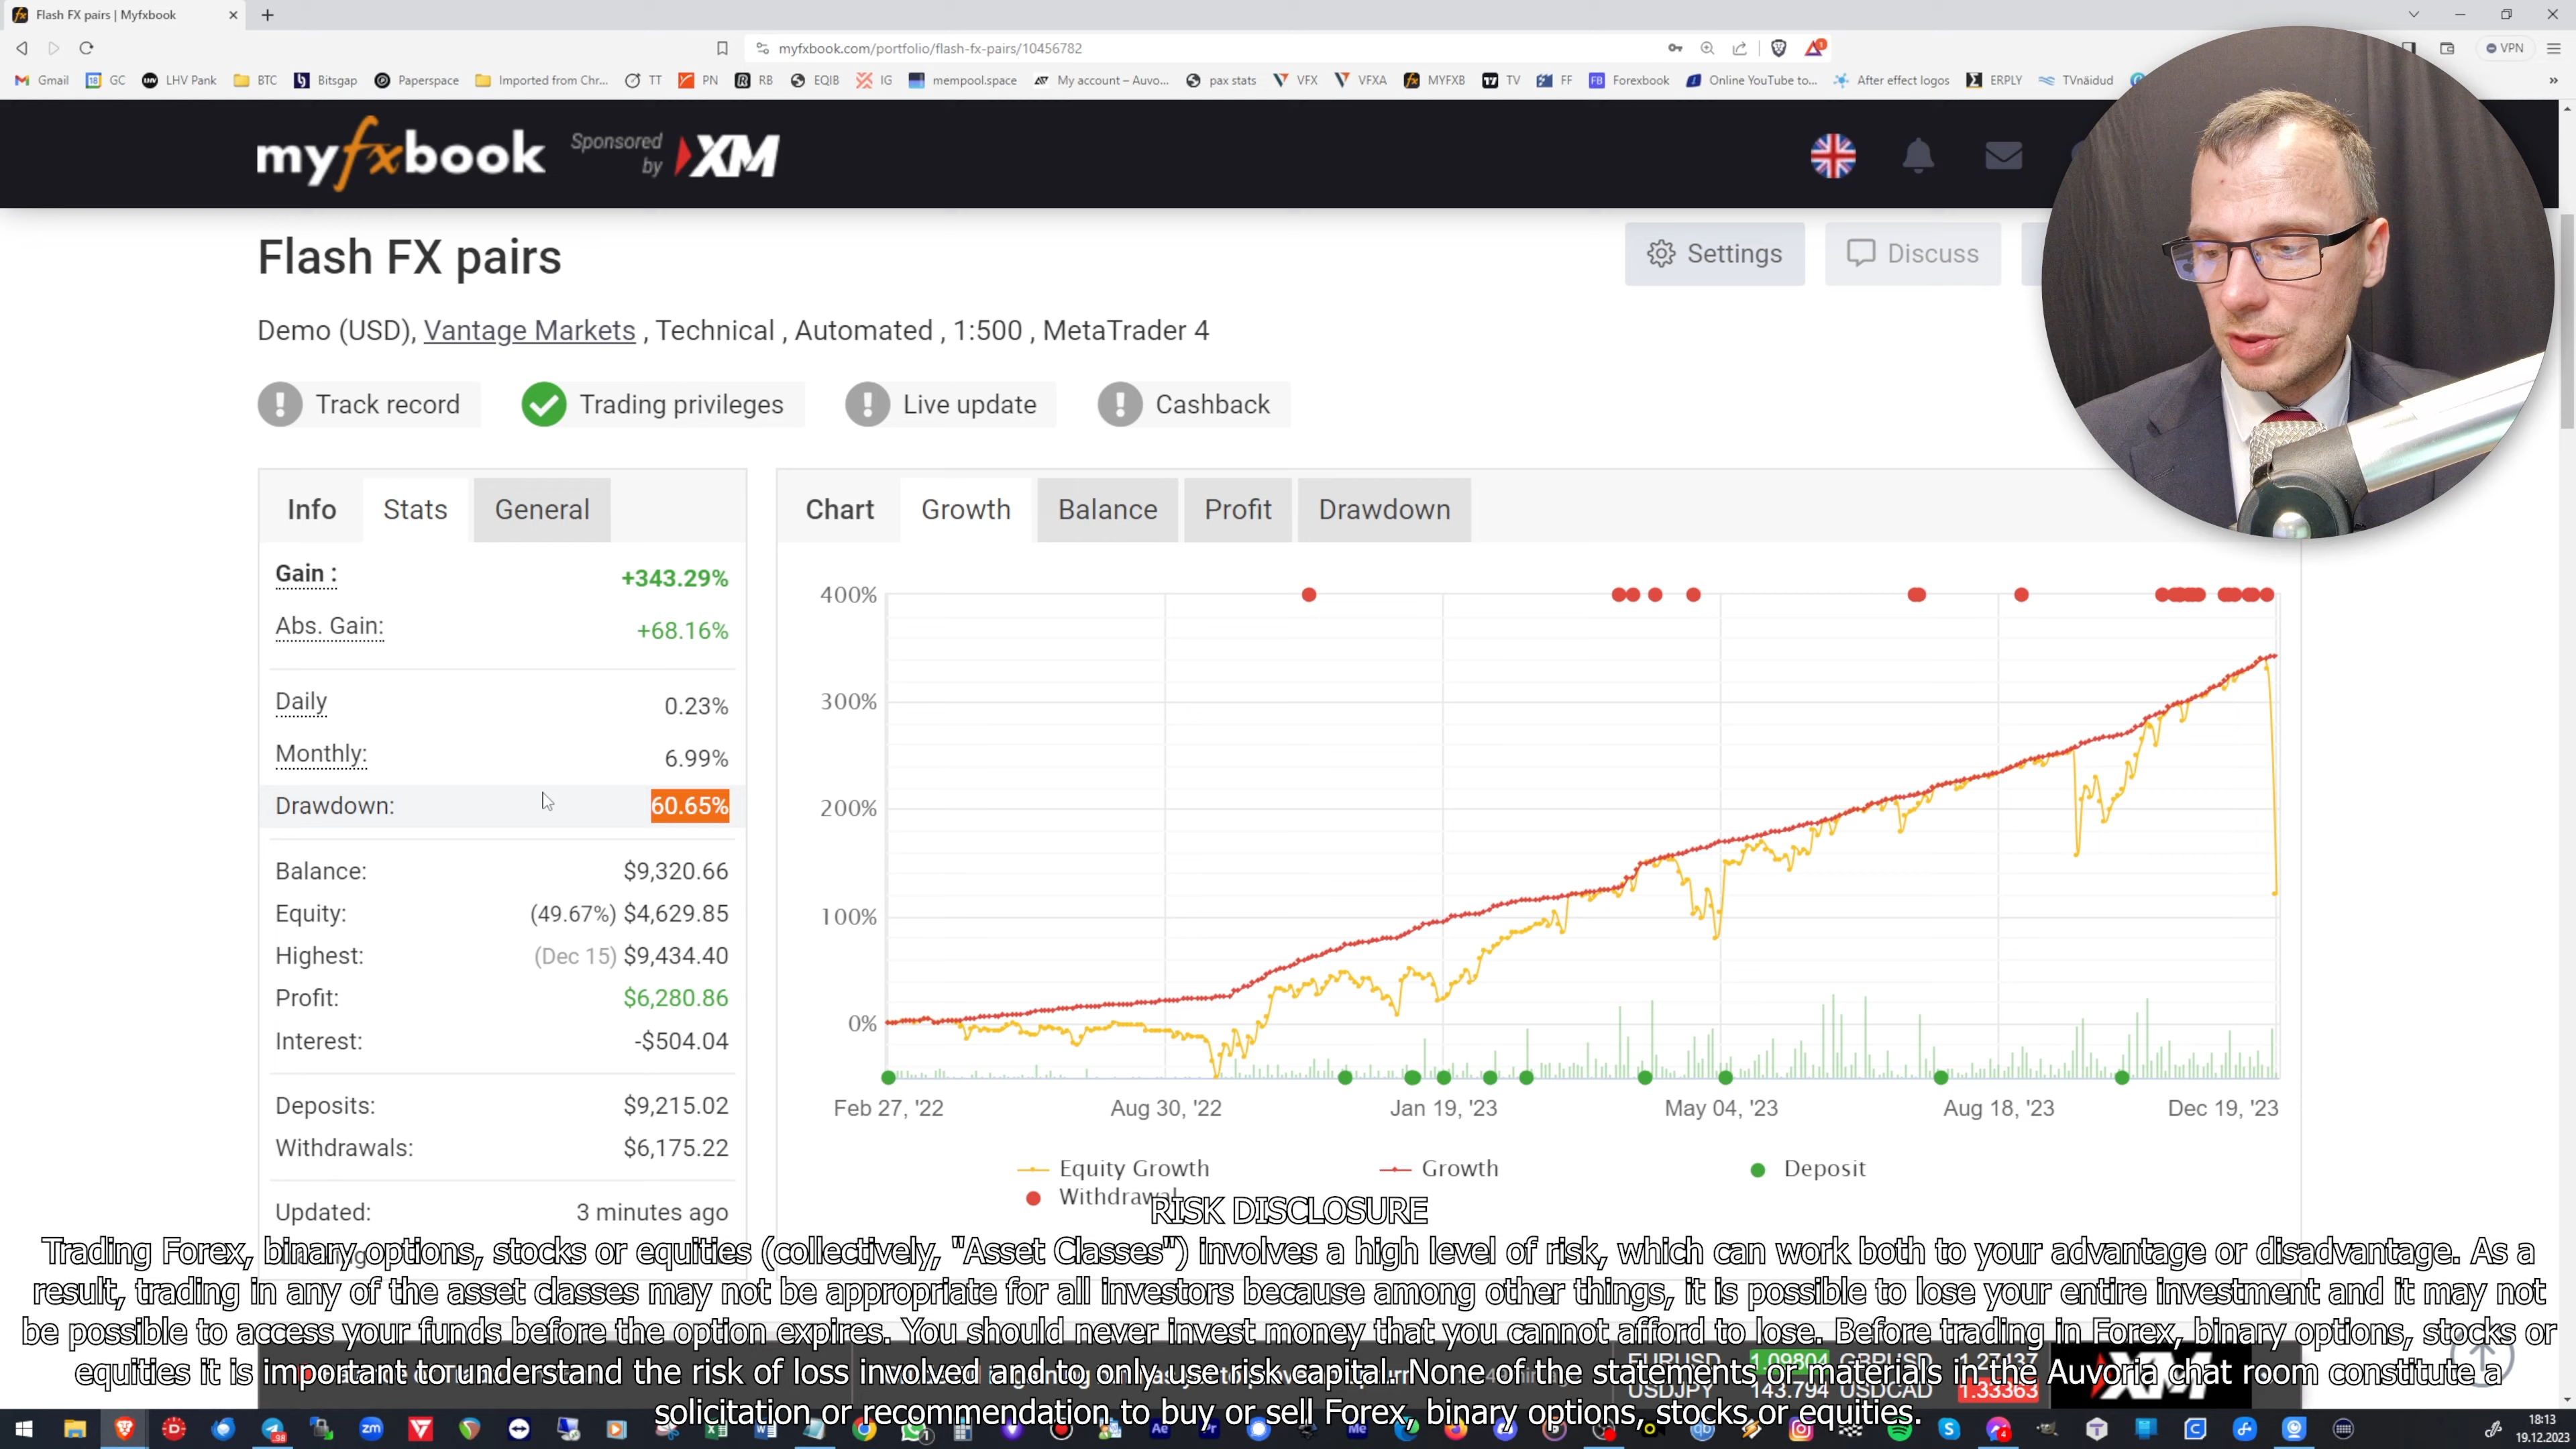 Flash FX pairs | Myfxbook
myfxbook.com/portfolio/flash-fx-pairs/10456782
VPN
Gmail GC LHV Pank BTC Bitsgap Paperspace Imported from Chr... TT PN RB EQIB IG mempool.space My account – Auvo... pax stats VFX VFXA MYFXB TV FF Forexbook Online YouTube to... After effect logos ERPLY TVnäidud
myfxbook Sponsored by XM
Flash FX pairs
Settings Discuss
Demo (USD), Vantage Markets , Technical , Automated , 1:500 , MetaTrader 4
Track record Trading privileges Live update Cashback
Info Stats General
Gain : +343.29%
Abs. Gain: +68.16%
Daily 0.23%
Monthly: 6.99%
Drawdown: 60.65%
Balance: $9,320.66
Equity: (49.67%) $4,629.85
Highest: (Dec 15) $9,434.40
Profit: $6,280.86
Interest: -$504.04
Deposits: $9,215.02
Withdrawals: $6,175.22
Updated: 3 minutes ago
Chart Growth Balance Profit Drawdown
400%
300%
200%
100%
0%
Feb 27, '22 Aug 30, '22 Jan 19, '23 May 04, '23 Aug 18, '23 Dec 19, '23
Equity Growth Growth Deposit
Withdrawal
RISK DISCLOSURE
Trading Forex, binary options, stocks or equities (collectively, "Asset Classes") involves a high level of risk, which can work both to your advantage or disadvantage. As a
result, trading in any of the asset classes may not be appropriate for all investors because among other things, it is possible to lose your entire investment and it may not
be possible to access your funds before the option expires. You should never invest money that you cannot afford to lose. Before trading in Forex, binary options, stocks or
equities it is important to understand the risk of loss involved and to only use risk capital. None of the statements or materials in the Auvoria chat room constitute a
solicitation or recommendation to buy or sell Forex, binary options, stocks or equities.
EURUSD 1.09804 GBPUSD 1.27137
USDJPY 143.794 USDCAD 1.33363
XM
18:13
19.12.2023